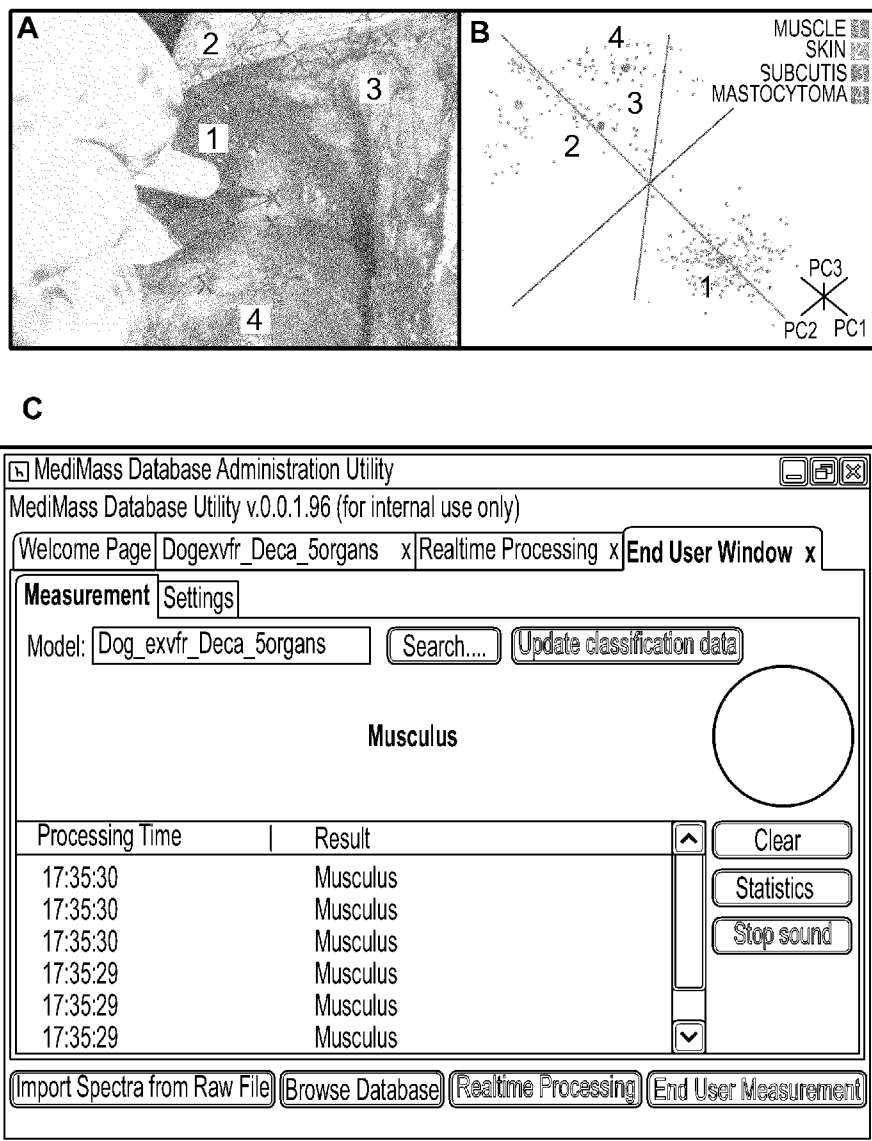 A
2
3
1
4
B
4
3
2
1
MUSCLE
SKIN
SUBCUTIS
MASTOCYTOMA
PC3
PC2 PC1
C
MediMass Database Administration Utility
MediMass Database Utility v.0.0.1.96 (for internal use only)
Welcome Page Dogexvfr_Deca_5organs x Realtime Processing x End User Window x
Measurement Settings
Model: Dog_exvfr_Deca_5organs Search.... Update classification data
Musculus
Processing Time | Result
17:35:30 Musculus
17:35:30 Musculus
17:35:30 Musculus
17:35:29 Musculus
17:35:29 Musculus
17:35:29 Musculus
Clear
Statistics
Stop sound
Import Spectra from Raw File Browse Database Realtime Processing End User Measurement